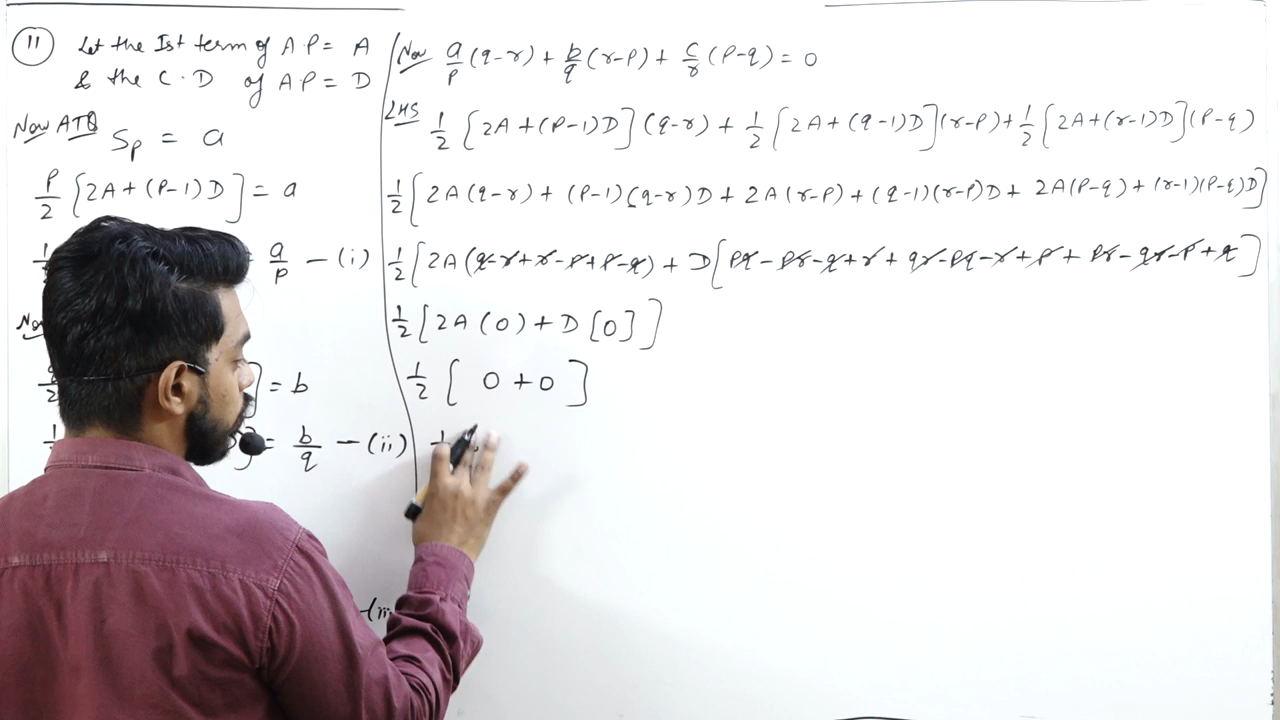 11 Let the Ist term of A.P = A
& the C.D of AP = D
Now ATQ
Sp = a
P/2 [2A + (P-1)D] = a
a/p - (i)
] = b
] = b/q - (ii)
Now a/p (q-r) + b/q (r-p) + c/r (p-q) = 0
LHS 1/2 [2A + (P-1)D] (q-r) + 1/2 [2A + (q-1)D] (r-p) + 1/2 [2A + (r-1)D] (P-q)
1/2 [2A(q-r) + (P-1)(q-r)D + 2A(r-p) + (q-1)(r-p)D + 2A(P-q) + (r-1)(P-q)D]
1/2 [2A(q-r+r-p+p-q) + D[pq-pr-q+r+qr-pq-r+p+pr-qr-p+q]
1/2 [2A(0) + D[0]]
1/2 [0+0]